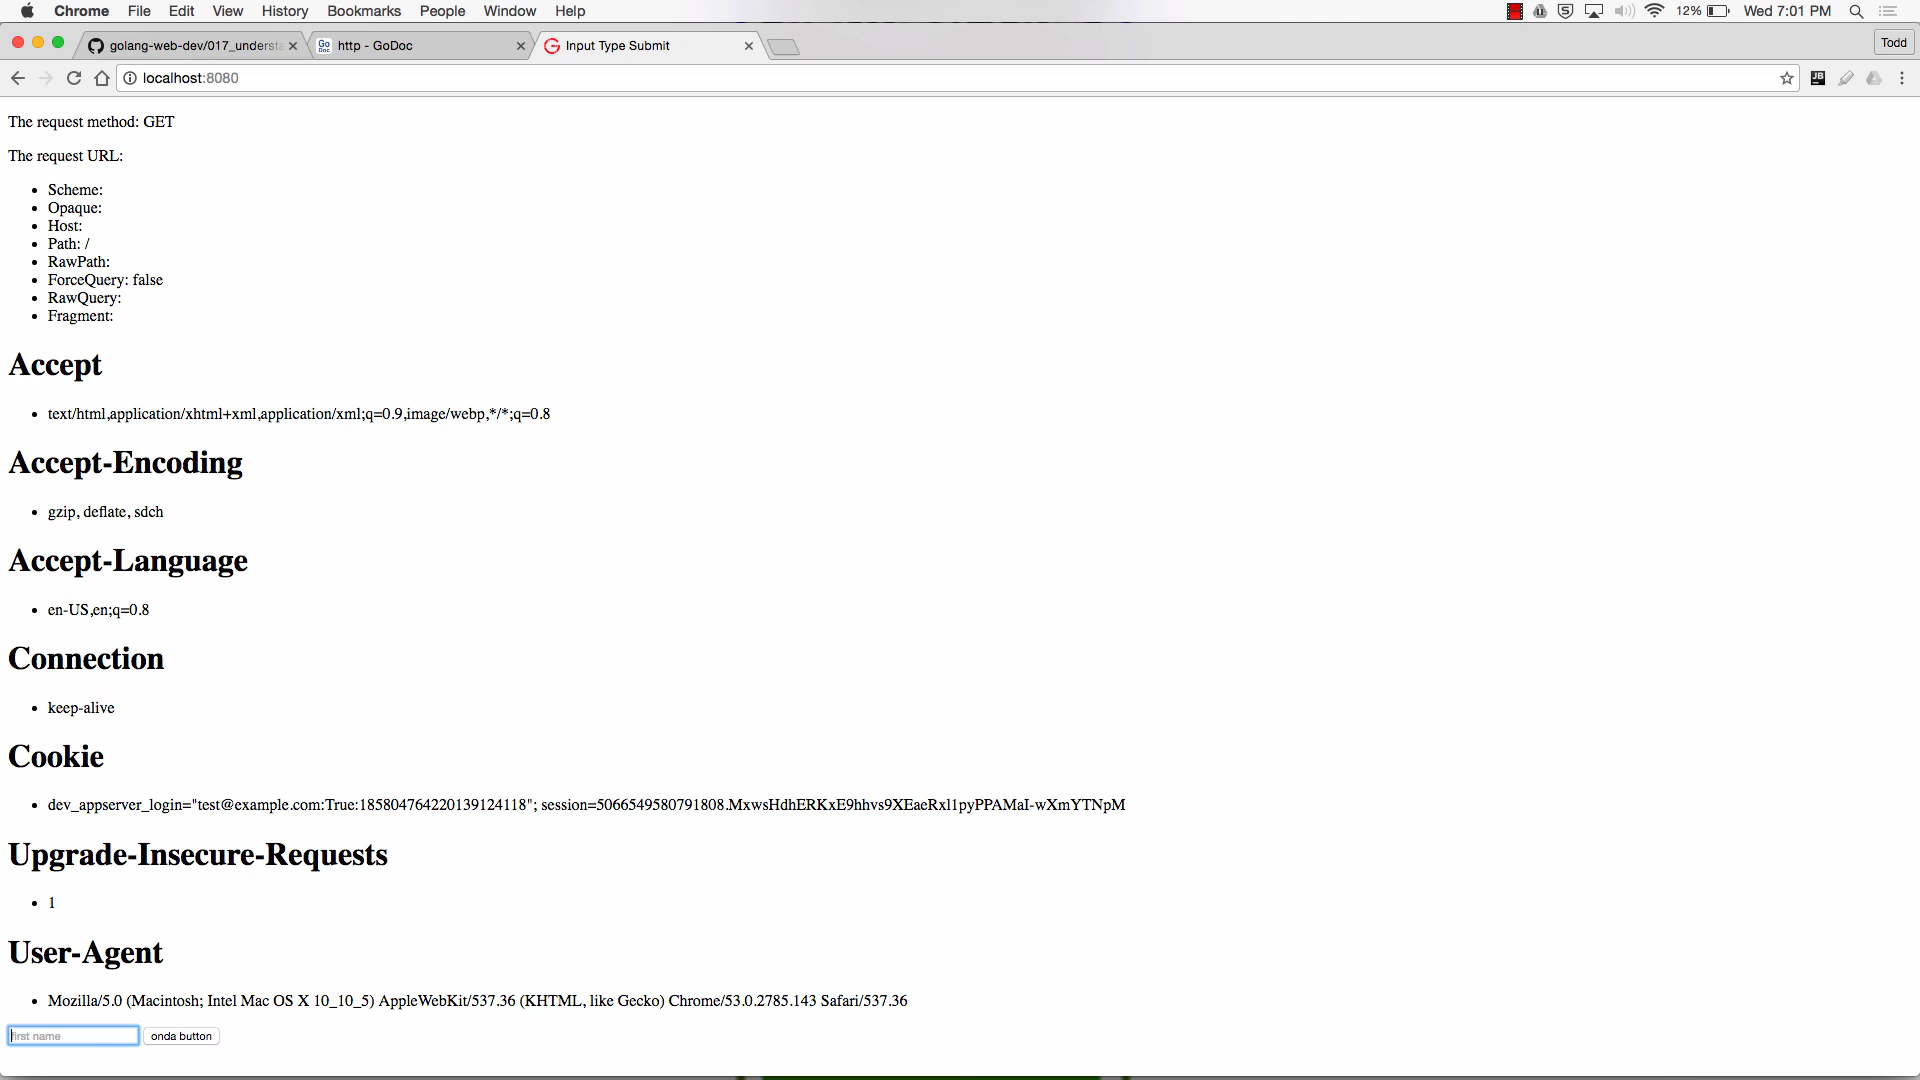 Chrome File Edit View History Bookmarks People Window Help 12% Wed 7:01 PM
golang-web-dev/017_understa http - GoDoc Input Type Submit Todd
localhost:8080
The request method: GET
The request URL:
Scheme:
Opaque:
Host:
Path: /
RawPath:
ForceQuery: false
RawQuery:
Fragment:
Accept
text/html,application/xhtml+xml,application/xml;q=0.9,image/webp,*/*;q=0.8
Accept-Encoding
gzip, deflate, sdch
Accept-Language
en-US,en;q=0.8
Connection
keep-alive
Cookie
dev_appserver_login="test@example.com:True:185804764220139124118"; session=5066549580791808.MxwsHdhERKxE9hhvs9XEaeRxl1pyPPAMaI-wXmYTNpM
Upgrade-Insecure-Requests
1
User-Agent
Mozilla/5.0 (Macintosh; Intel Mac OS X 10_10_5) AppleWebKit/537.36 (KHTML, like Gecko) Chrome/53.0.2785.143 Safari/537.36
first name onda button